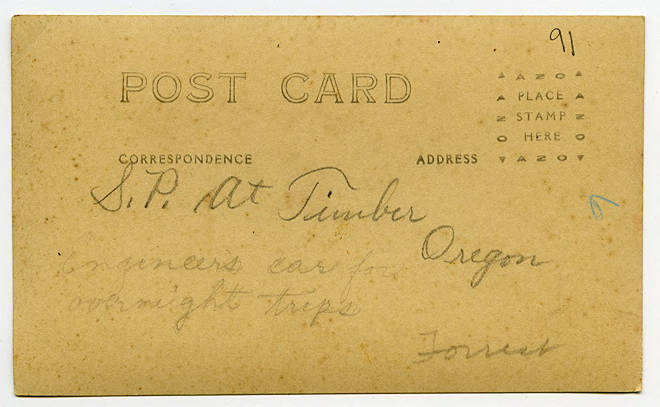 91
POST CARD
AZO
PLACE
STAMP
HERE
AZO
CORRESPONDENCE
ADDRESS
S.P. At Timber
Oregon
Engineers car for
overnight trips
Forrest